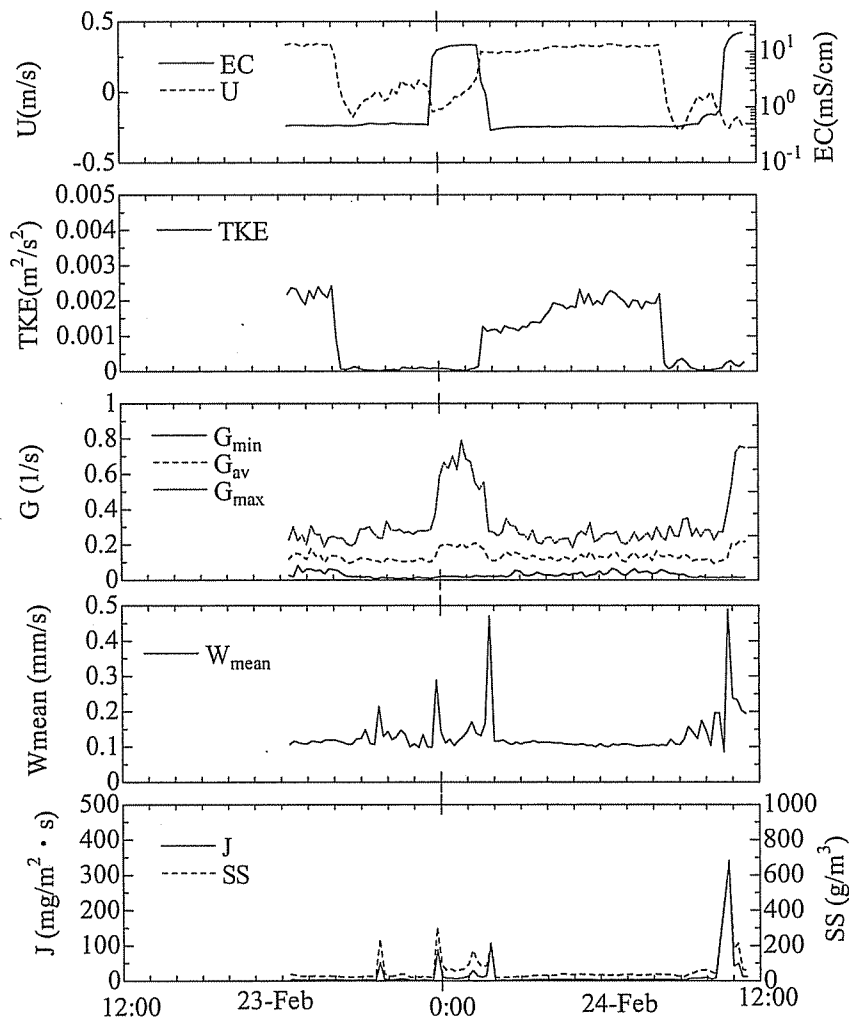 0.5
0
-0.5
U(m/s)
EC
U
10^1
10^0
10^-1
EC(mS/cm)
0.005
0.004
0.003
0.002
0.001
0
TKE(m^2/s^2)
TKE
1
0.8
0.6
0.4
0.2
0
G (1/s)
G_min
G_av
G_max
0.5
0.4
0.3
0.2
0.1
0
Wmean (mm/s)
W_mean
500
400
300
200
100
0
J (mg/m^2・s)
J
SS
1000
800
600
400
200
0
SS (g/m^3)
12:00
23-Feb
0:00
24-Feb
12:00